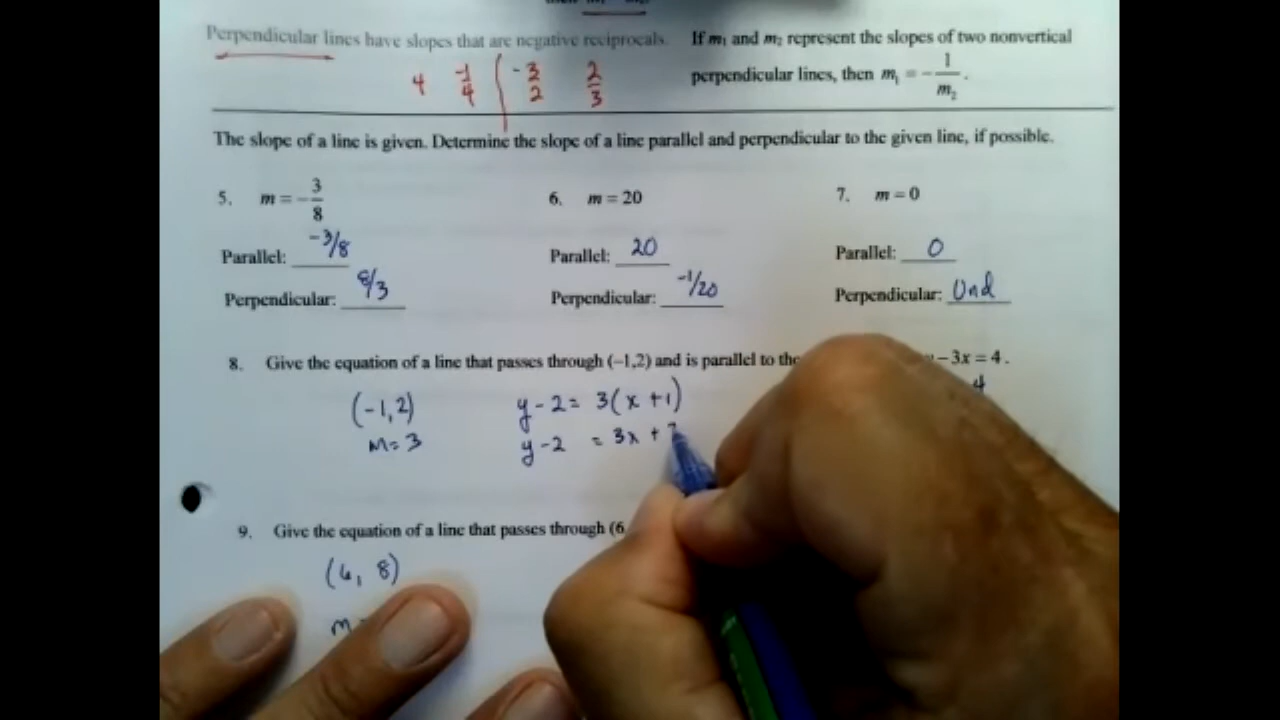 Perpendicular lines have slopes that are negative reciprocals.
If m₁ and m₂ represent the slopes of two nonvertical
perpendicular lines, then m₁ = -1/m₂.
4 -1/4 -3/2 2/3
The slope of a line is given. Determine the slope of a line parallel and perpendicular to the given line, if possible.
5. m = -3/8
Parallel: -3/8
Perpendicular: 8/3
6. m = 20
Parallel: 20
Perpendicular: -1/20
7. m = 0
Parallel: 0
Perpendicular: Und
8. Give the equation of a line that passes through (–1,2) and is parallel to the – 3x = 4.
4
(-1, 2)
m = 3
y - 2 = 3(x + 1)
y - 2 = 3x +
9. Give the equation of a line that passes through (6
(6, 8)
m =